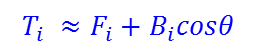 Tᵢ ≈ Fᵢ + Bᵢcosθ